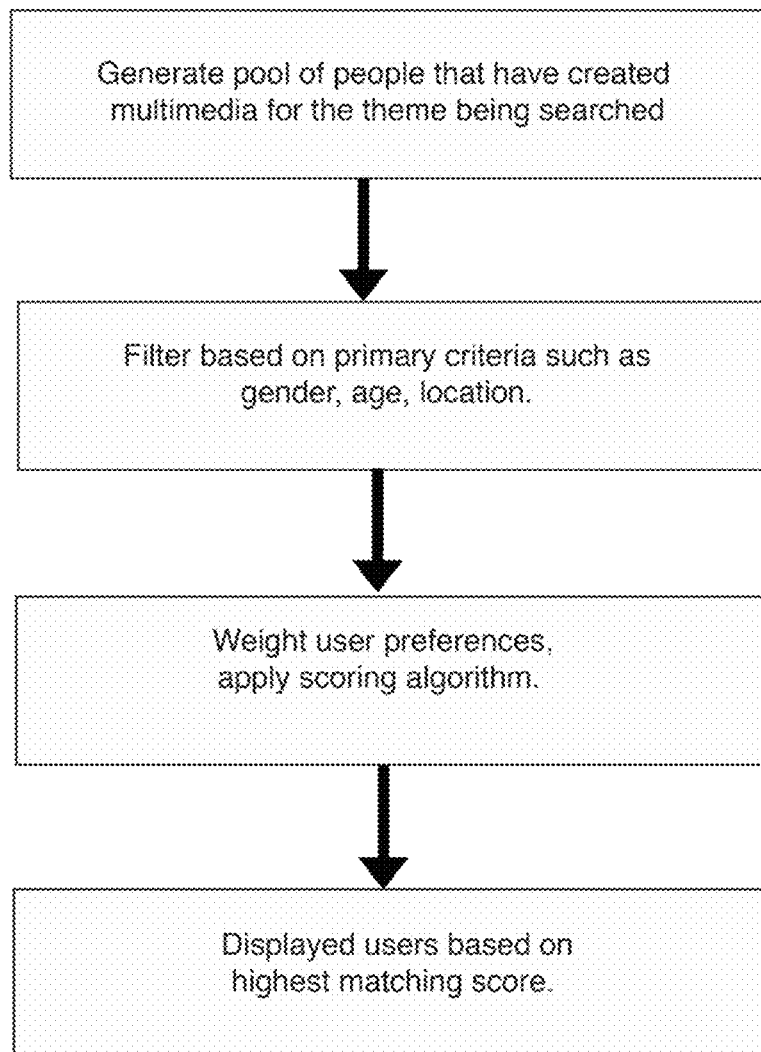 Generate pool of people that have created
multimedia for the theme being searched
Filter based on primary criteria such as
gender, age, location.
Weight user preferences,
apply scoring algorithm.
Displayed users based on
highest matching score.